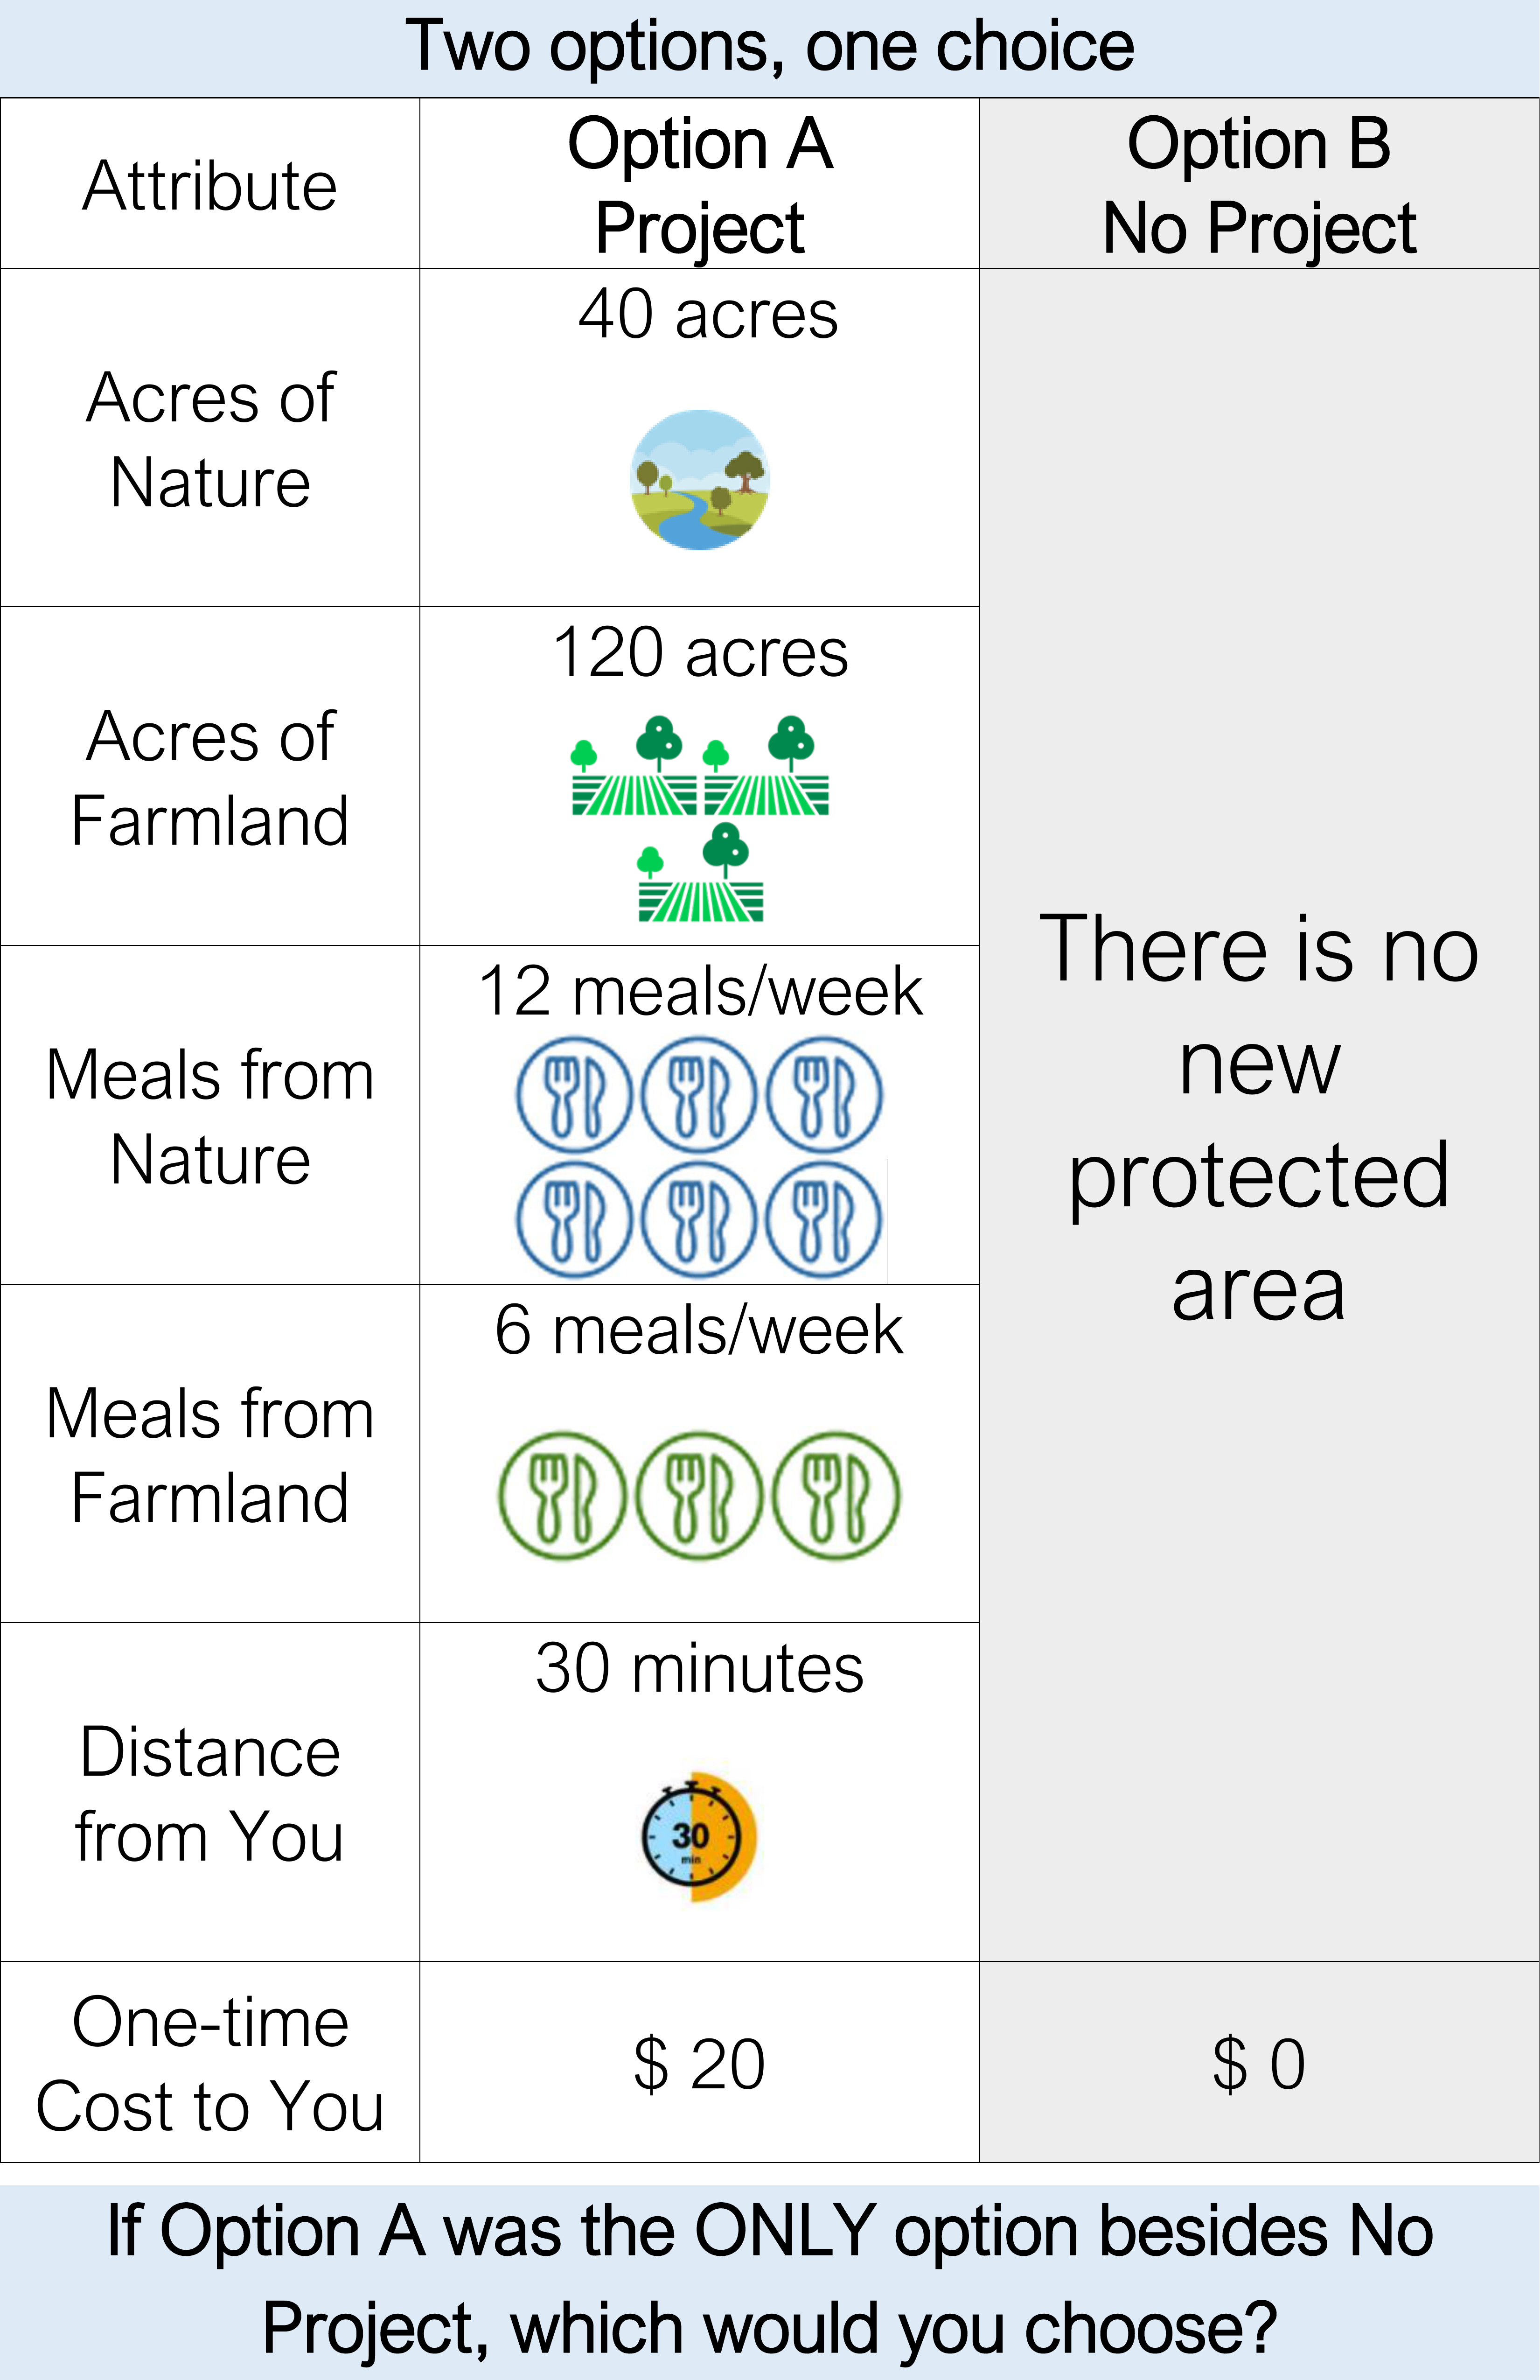 Two options, one choice
Attribute
Option A
Project
Option B
No Project
Acres of
Nature
40 acres
Acres of
Farmland
120 acres
Meals from
Nature
12 meals/week
Meals from
Farmland
6 meals/week
Distance
from You
30 minutes
30
min
There is no
new
protected
area
One-time
Cost to You
$ 20
$ 0
If Option A was the ONLY option besides No
Project, which would you choose?